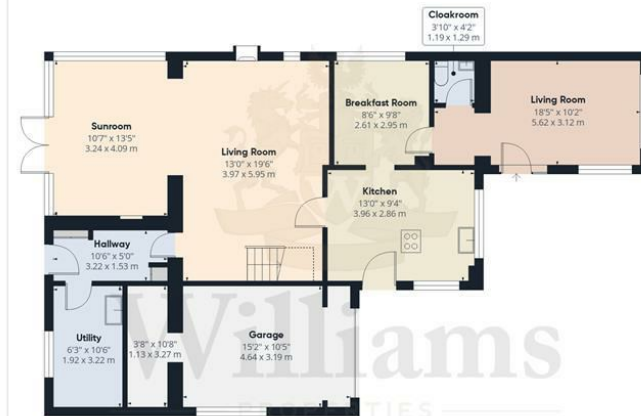 Cloakroom
3'10" x 4'2"
1.19 x 1.29 m
Sunroom
10'7" x 13'5"
3.24 x 4.09 m
Living Room
13'0" x 19'6"
3.97 x 5.95 m
Breakfast Room
8'6" x 9'8"
2.61 x 2.95 m
Living Room
18'5" x 10'2"
5.62 x 3.12 m
Kitchen
13'0" x 9'4"
3.96 x 2.86 m
Hallway
10'6" x 5'0"
3.22 x 1.53 m
Utility
6'3" x 10'6"
1.92 x 3.22 m
3'8" x 10'8"
1.13 x 3.27 m
Garage
15'2" x 10'5"
4.64 x 3.19 m
Williams
PROPERTIES